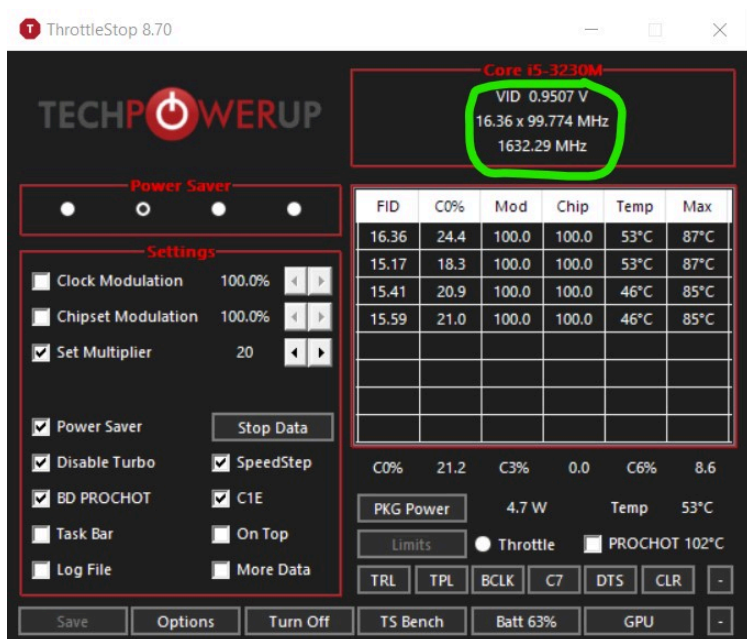 ThrottleStop 8.70
TECHPOWERUP
Core i5-3230M
VID 0.9507 V
16.36 x 99.774 MHz
1632.29 MHz
Power Saver
Settings
Clock Modulation 100.0%
Chipset Modulation 100.0%
Set Multiplier 20
Power Saver Stop Data
Disable Turbo SpeedStep
BD PROCHOT C1E
Task Bar On Top
Log File More Data
FID C0% Mod Chip Temp Max
16.36 24.4 100.0 100.0 53°C 87°C
15.17 18.3 100.0 100.0 53°C 87°C
15.41 20.9 100.0 100.0 46°C 85°C
15.59 21.0 100.0 100.0 46°C 85°C
C0% 21.2 C3% 0.0 C6% 8.6
PKG Power 4.7 W Temp 53°C
Limits Throttle PROCHOT 102°C
TRL TPL BCLK C7 DTS CLR -
Save Options Turn Off TS Bench Batt 63% GPU -